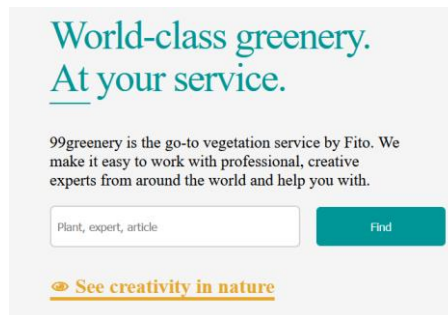 World-class greenery.
At your service.
99greenery is the go-to vegetation service by Fito. We
make it easy to work with professional, creative
experts from around the world and help you with.
Plant, expert, article
Find
See creativity in nature